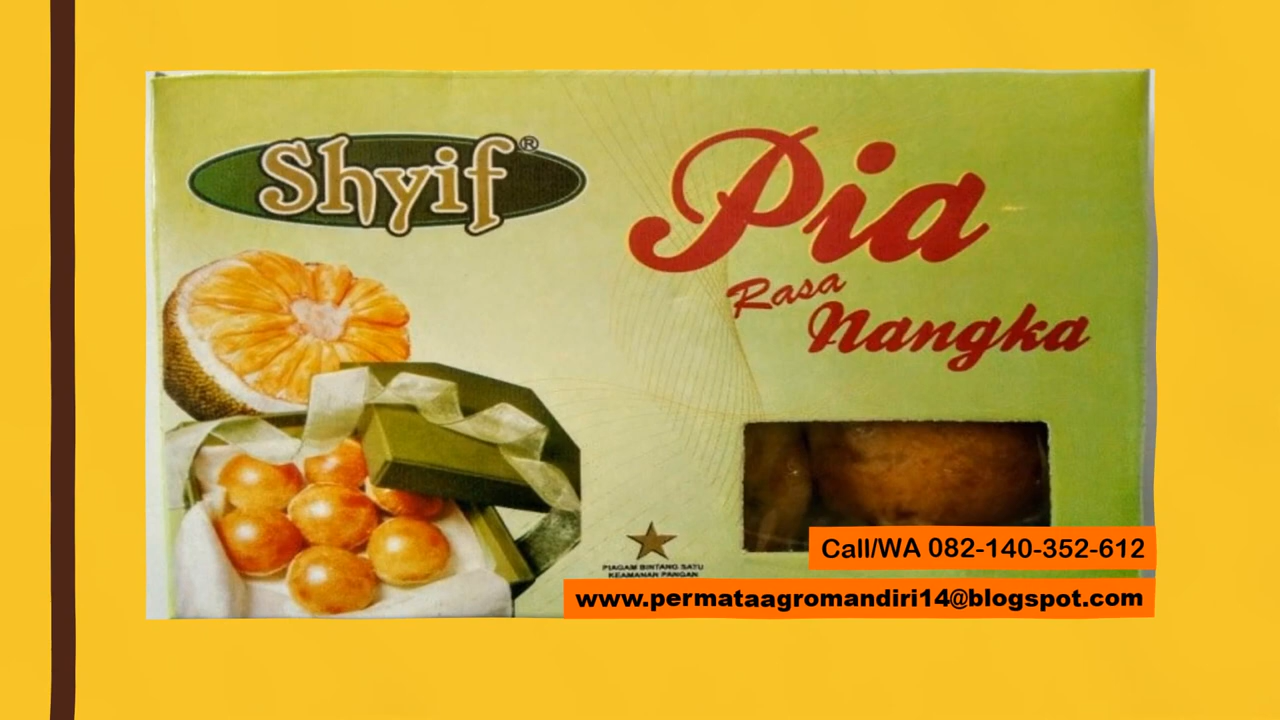 Shyif®
Pia
Rasa
Nangka
PIAGAM BINTANG SATU
KEAMANAN PANGAN
Call/WA 082-140-352-612
www.permataagromandiri14@blogspot.com